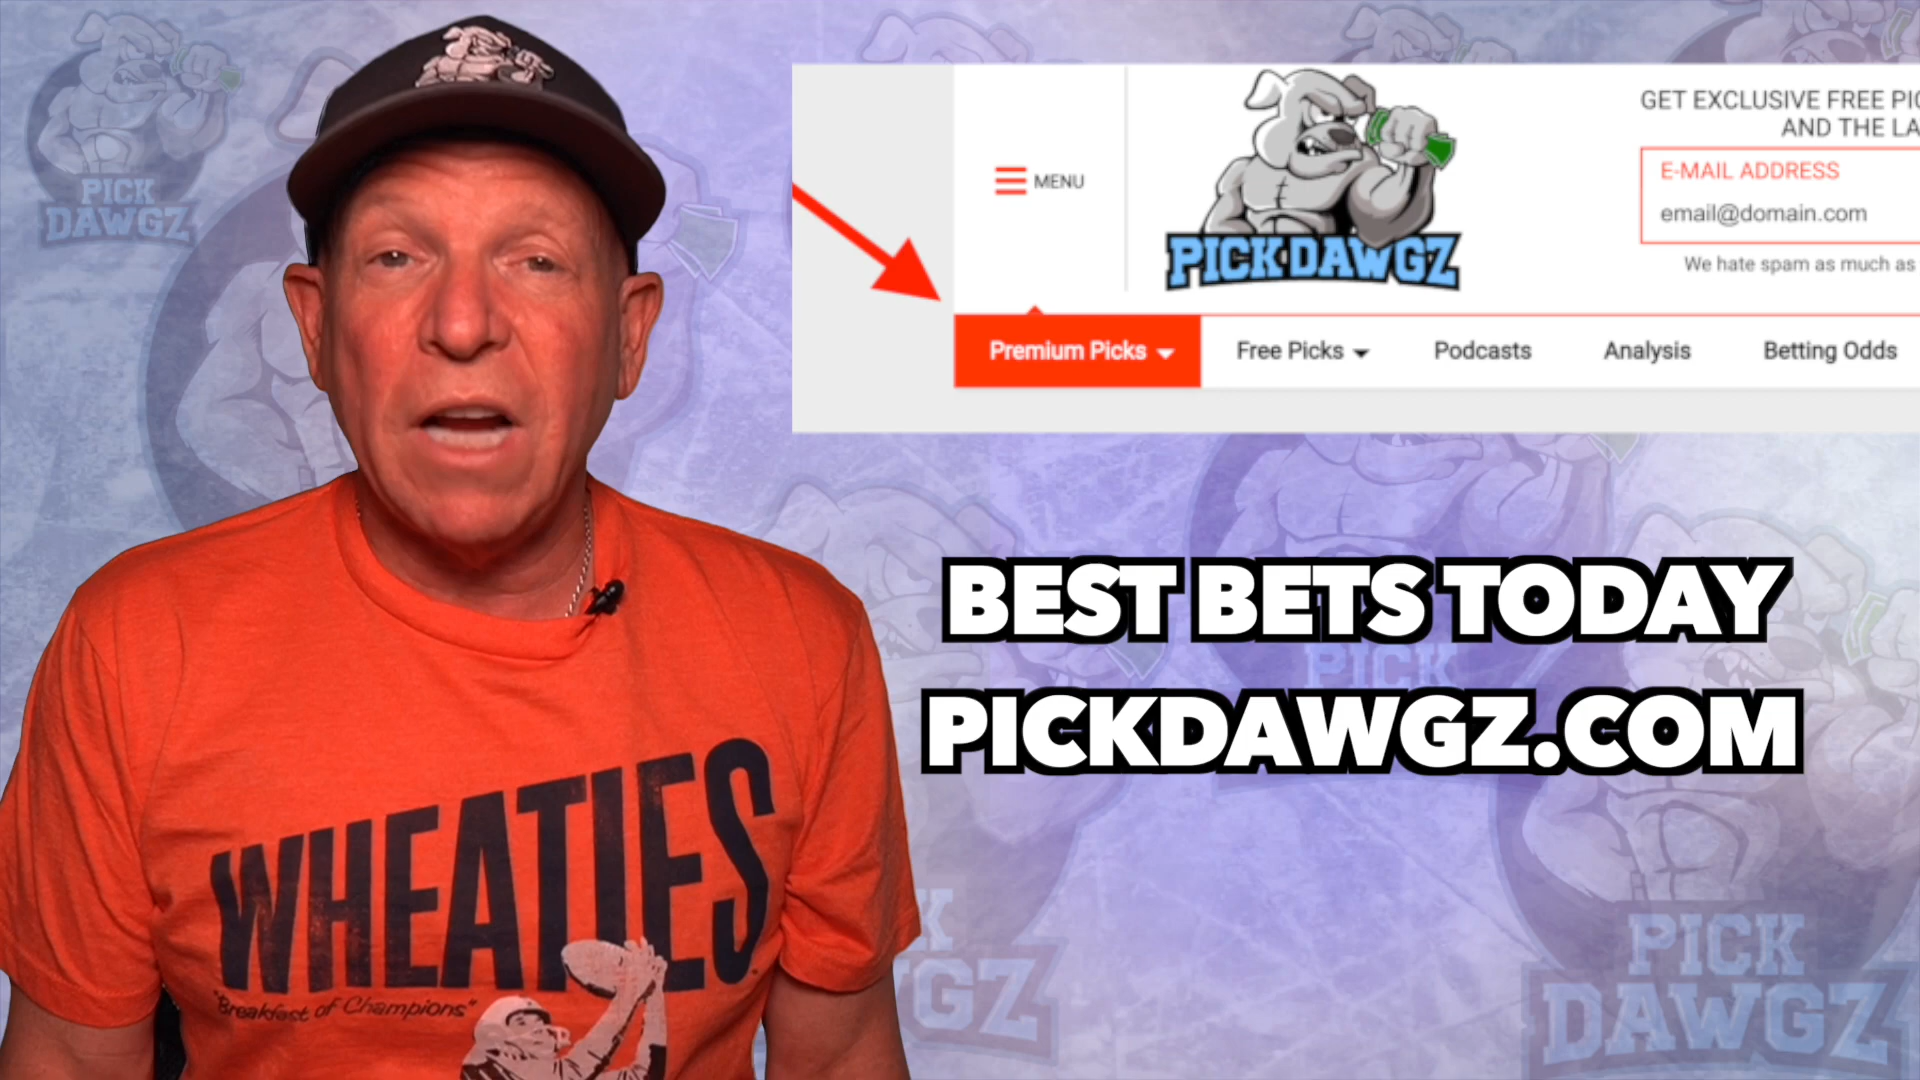 PICK
DAWGZ
MENU
PICKDAWGZ
GET EXCLUSIVE FREE
AND THE
E-MAIL ADDRESS
email@domain.com
We hate spam as much as
Premium Picks
Free Picks
Podcasts
Analysis
Betting Odds
BEST BETS TODAY
PICK
PICKDAWGZ.COM
WHEATIES
"Breakfast of Champions"
PICK
DAWGZ